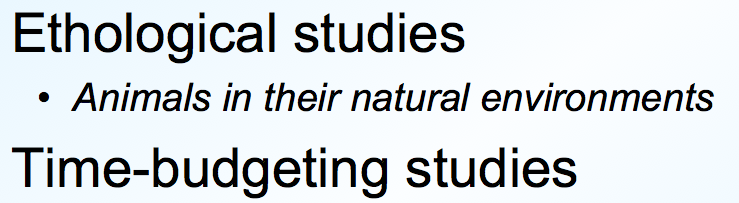 Ethological studies
• Animals in their natural environments
Time-budgeting studies